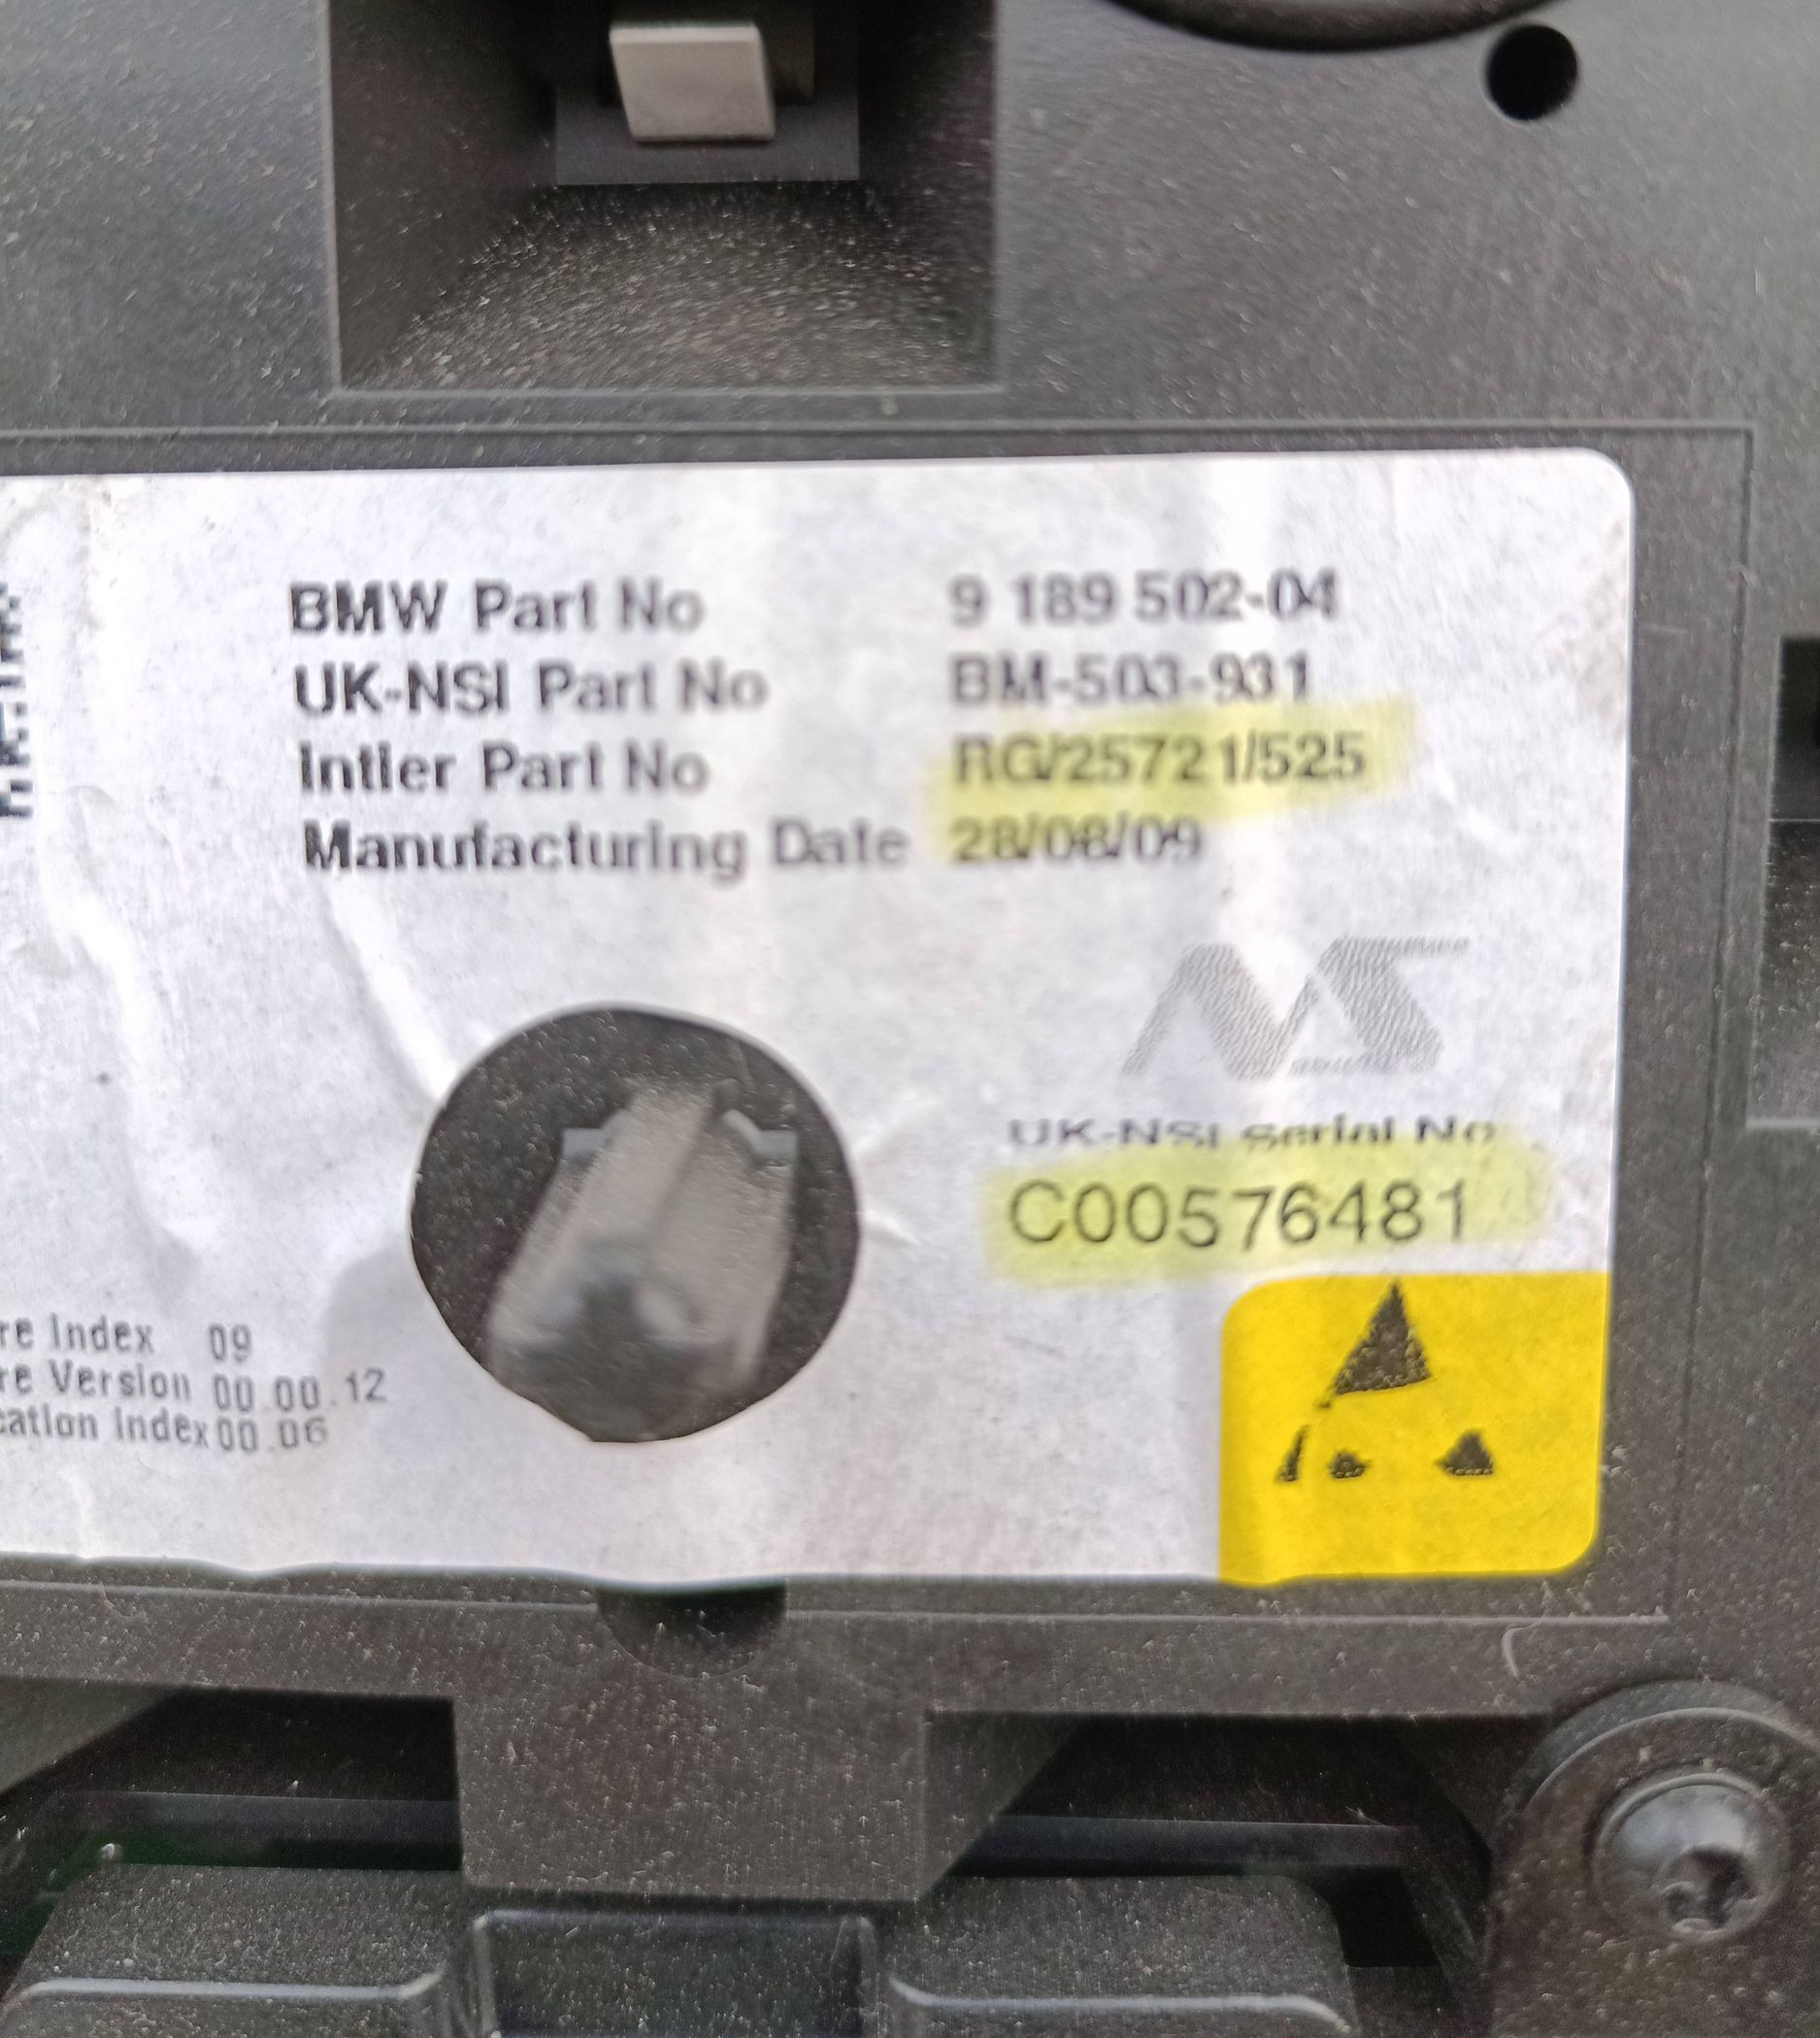 BMW Part No 9 189 502-04
UK-NSI Part No BM-503-931
Intier Part No RG/25721/525
Manufacturing Date 28/08/09
NS
UK-NSI Serial No
C00576481
re Index 09
re Version 00.00.12
cation Index 00.06